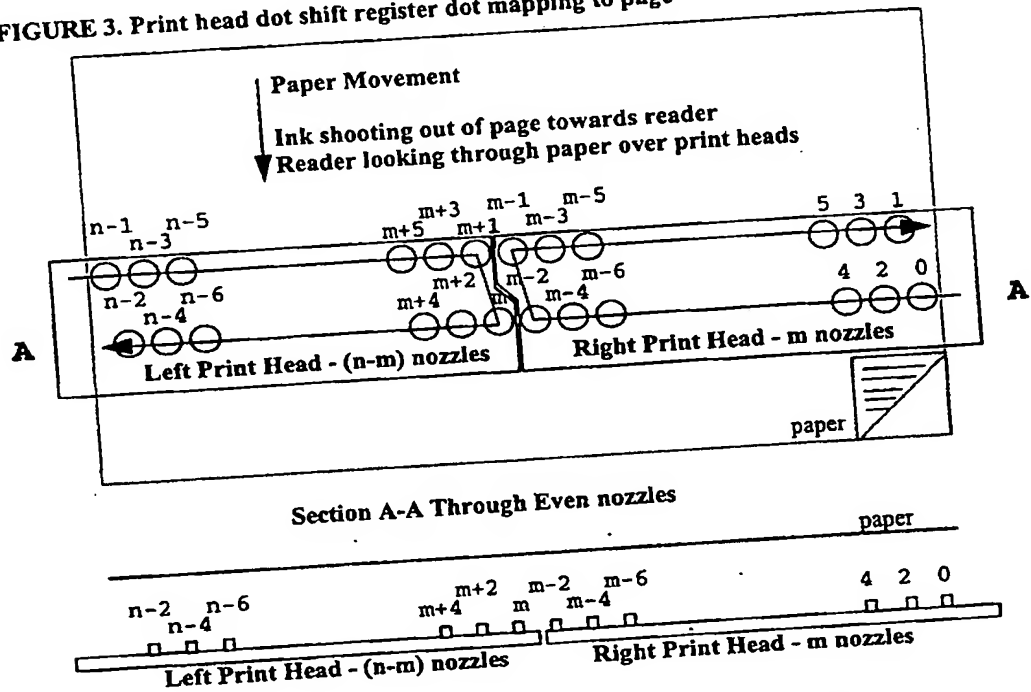 FIGURE 3. Print head dot shift register dot mapping to page
Paper Movement
Ink shooting out of page towards reader
Reader looking through paper over print heads
n-1 n-3 n-5 m+5 m+3 m+1 m-1 m-3 m-5 5 3 1
n-2 n-4 n-6 m+4 m+2 m m-2 m-4 m-6 4 2 0
A A
Left Print Head - (n-m) nozzles Right Print Head - m nozzles
paper
Section A-A Through Even nozzles
paper
n-2 n-4 n-6 m+4 m+2 m m-2 m-4 m-6 4 2 0
Left Print Head - (n-m) nozzles Right Print Head - m nozzles